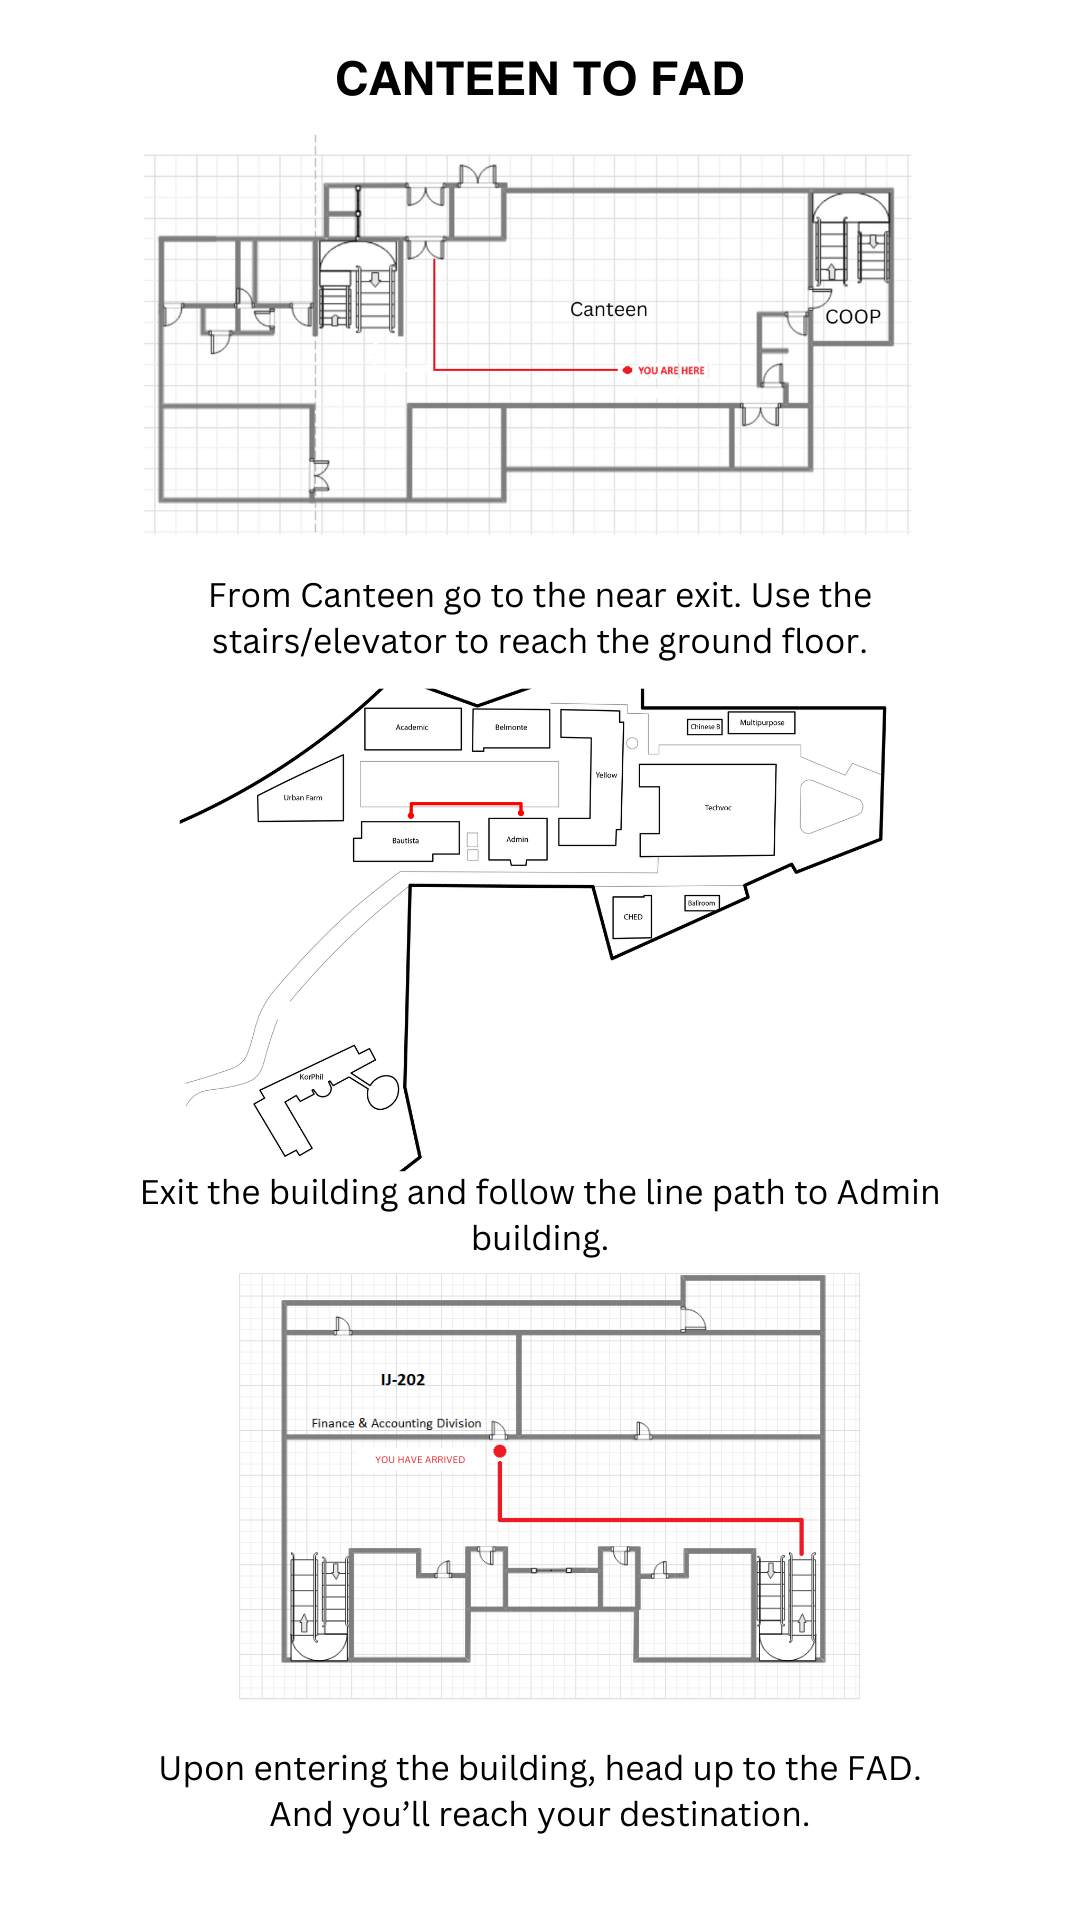 CANTEEN TO FAD
Canteen
COOP
YOU ARE HERE
From Canteen go to the near exit. Use the
stairs/elevator to reach the ground floor.
Academic
Belmonte
Chinese B
Multipurpose
Urban Farm
Yellow
Techvoc
Bautista
Admin
CHED
Ballroom
KorPhil
Exit the building and follow the line path to Admin
building.
IJ-202
Finance & Accounting Division
YOU HAVE ARRIVED
Upon entering the building, head up to the FAD.
And you’ll reach your destination.